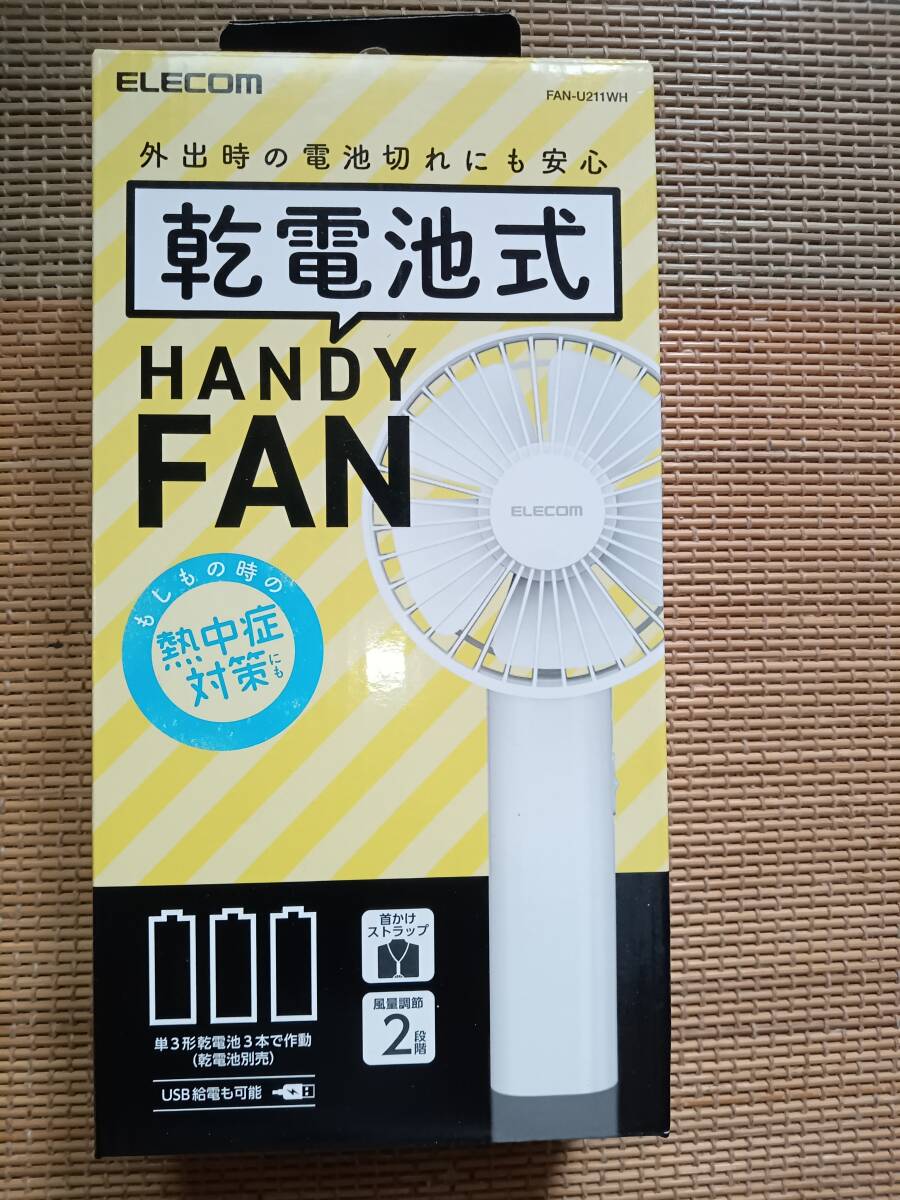 ELECOM
FAN-U211WH
外出時の電池切れにも安心
乾電池式
HANDY
FAN
ELECOM
もしもの時の
熱中症
対策にも
首かけ
ストラップ
風量調節
2段階
単3形乾電池3本で作動
(乾電池別売)
USB給電も可能